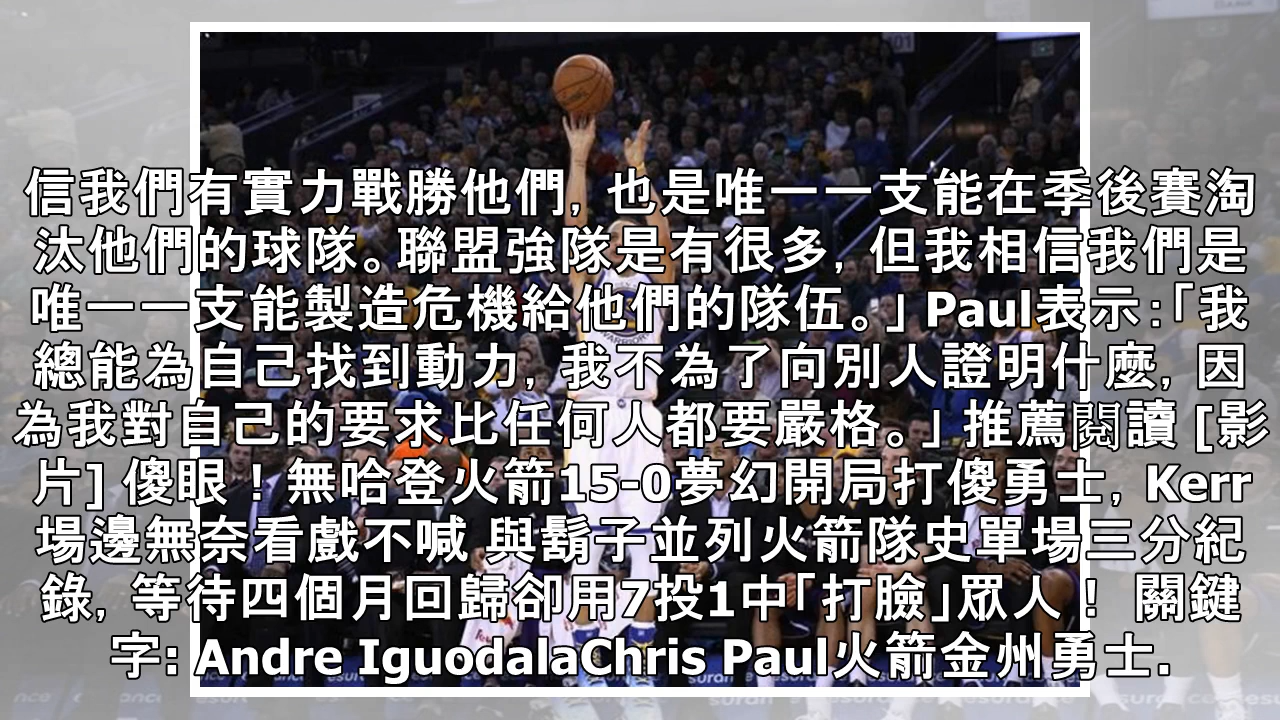 信我們有實力戰勝他們, 也是唯一一支能在季後賽淘
汰他們的球隊。聯盟強隊是有很多, 但我相信我們是
唯一一支能製造危機給他們的隊伍。」Paul表示:「我
總能為自己找到動力, 我不為了向別人證明什麼, 因
為我對自己的要求比任何人都要嚴格。」推薦閱讀 [影
片] 傻眼！無哈登火箭15-0夢幻開局打傻勇士, Kerr
場邊無奈看戲不喊 與鬍子並列火箭隊史單場三分紀
錄, 等待四個月回歸卻用7投1中「打臉」眾人！ 關鍵
字: Andre IguodalaChris Paul火箭金州勇士.